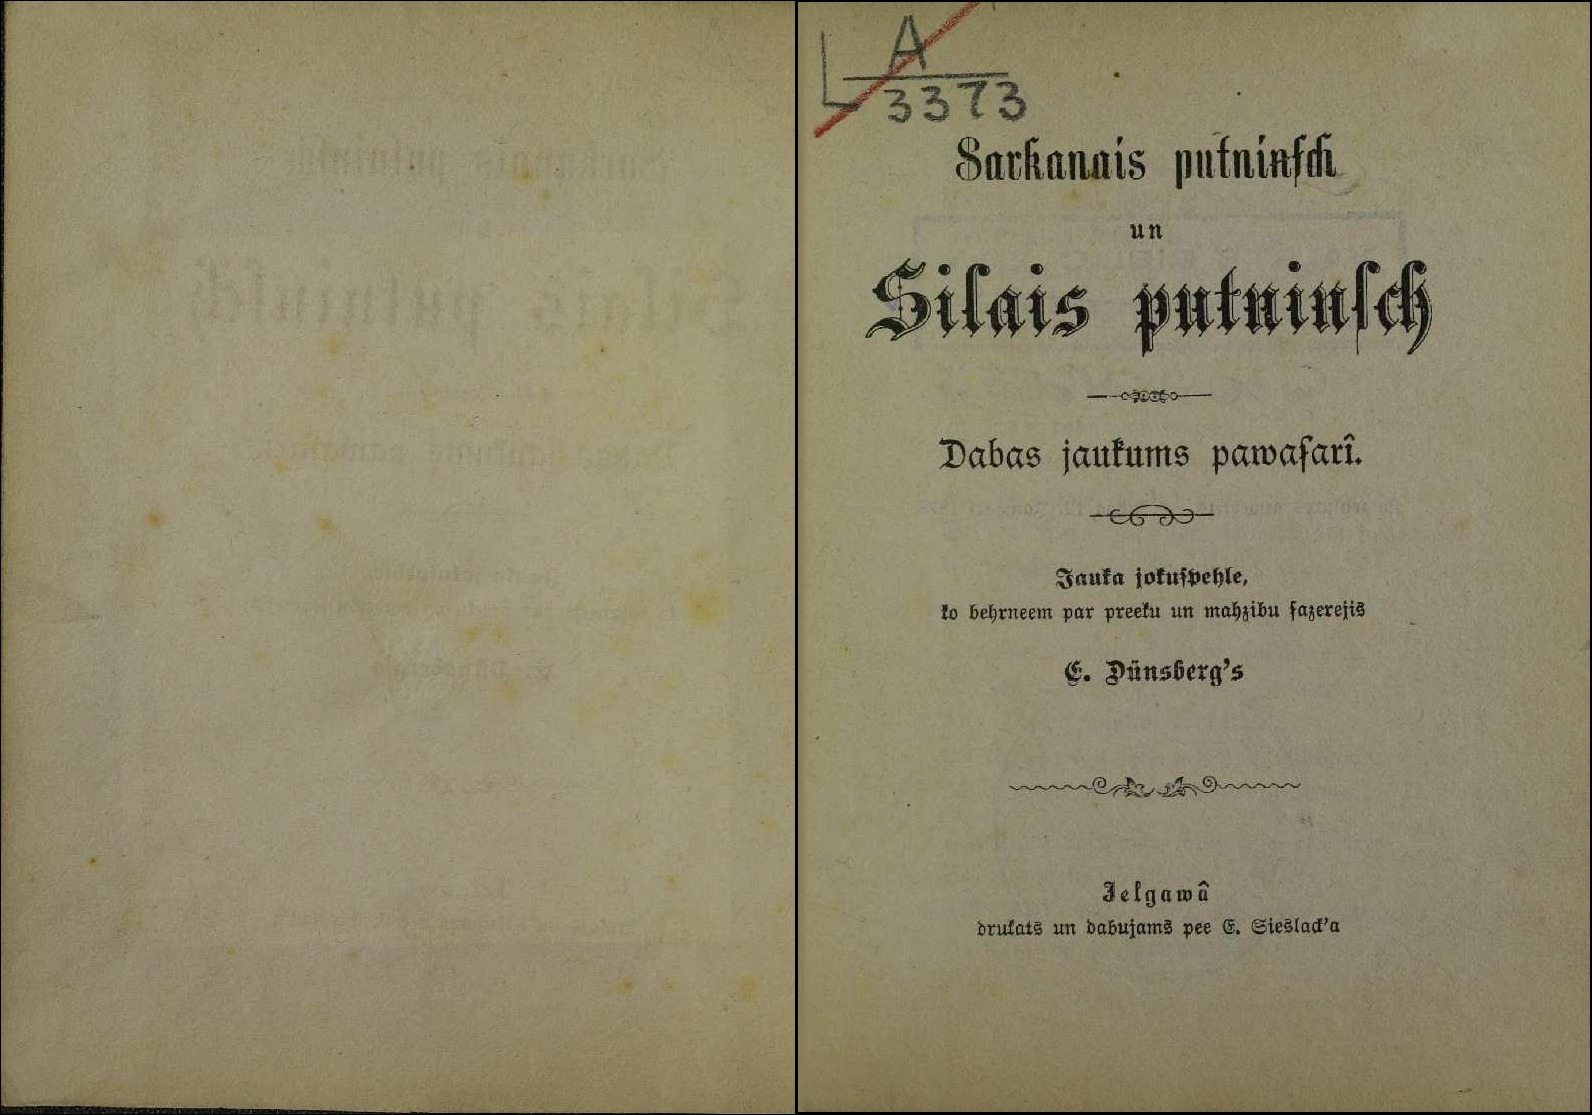 L A
3373
Sarkanais putninſch
un
Silais putninſch
Dabas jaukums pawaſarî.
Jauka jokuſpehle,
ko behrneem par preeku un mahzibu ſazerejis
E. Dünsberg's
Jelgawâ
drukats un dabujams pee E. Sieslack'a